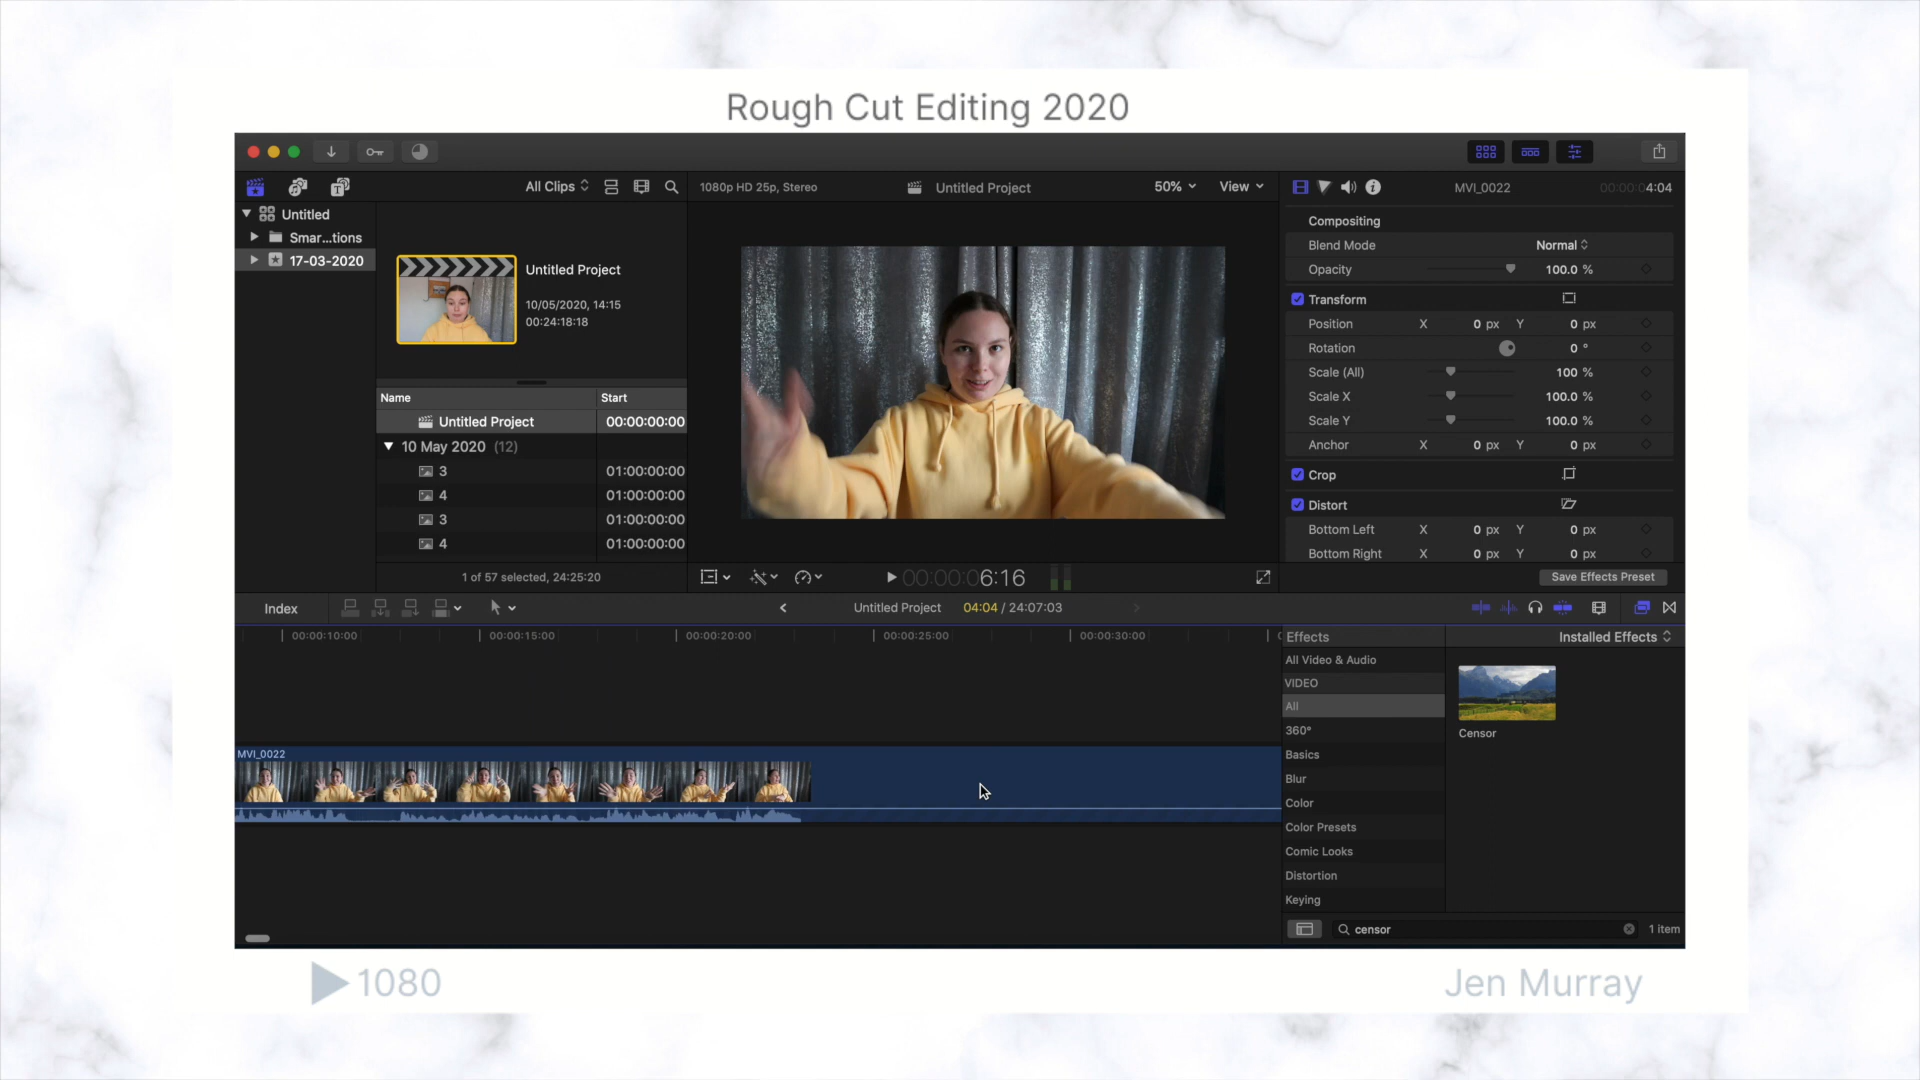 Rough Cut Editing 2020
All Clips
1080p HD 25p, Stereo
Untitled Project
50%
View
MVI_0022
00:00:04:04
Untitled
Smar...tions
17-03-2020
Untitled Project
10/05/2020, 14:15
00:24:18:18
Name
Start
Untitled Project
00:00:00:00
10 May 2020 (12)
3
01:00:00:00
4
01:00:00:00
3
01:00:00:00
4
01:00:00:00
1 of 57 selected, 24:25:20
00:00:06:16
Compositing
Blend Mode
Normal
Opacity
100.0 %
Transform
Position X 0 px Y 0 px
Rotation 0 °
Scale (All) 100 %
Scale X 100.0 %
Scale Y 100.0 %
Anchor X 0 px Y 0 px
Crop
Distort
Bottom Left X 0 px Y 0 px
Bottom Right X 0 px Y 0 px
Save Effects Preset
Index
Untitled Project
04:04 / 24:07:03
00:00:10:00
00:00:15:00
00:00:20:00
00:00:25:00
00:00:30:00
MVI_0022
Effects
Installed Effects
All Video & Audio
VIDEO
All
360°
Basics
Blur
Color
Color Presets
Comic Looks
Distortion
Keying
Censor
censor
1 item
1080
Jen Murray